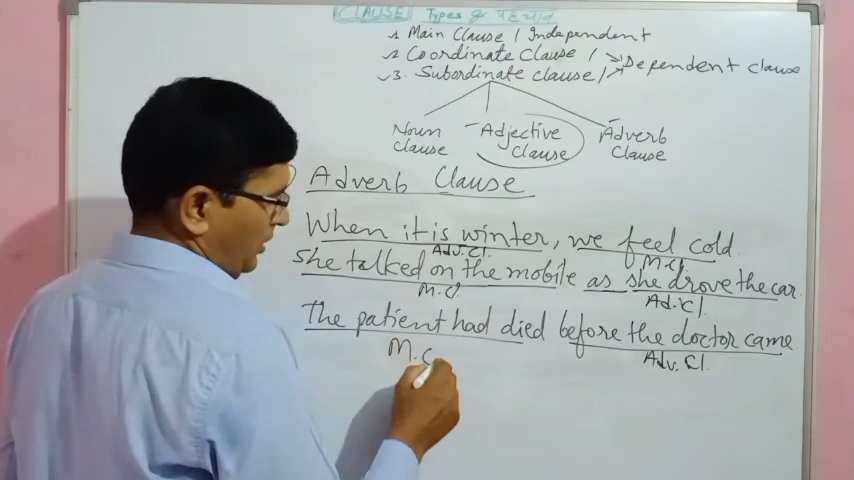 CLAUSE Types of
1. Main Clause / Independent
2. Coordinate Clause /
3. Subordinate clause / Dependent clause
Noun Clause
Adjective Clause
Adverb Clause
Adverb Clause
When it is winter, we feel cold.
Adv. Cl. M.Cl.
She talked on the mobile as she drove the car.
M.Cl. Ad.Cl.
The patient had died before the doctor came
M.C Adv. Cl.